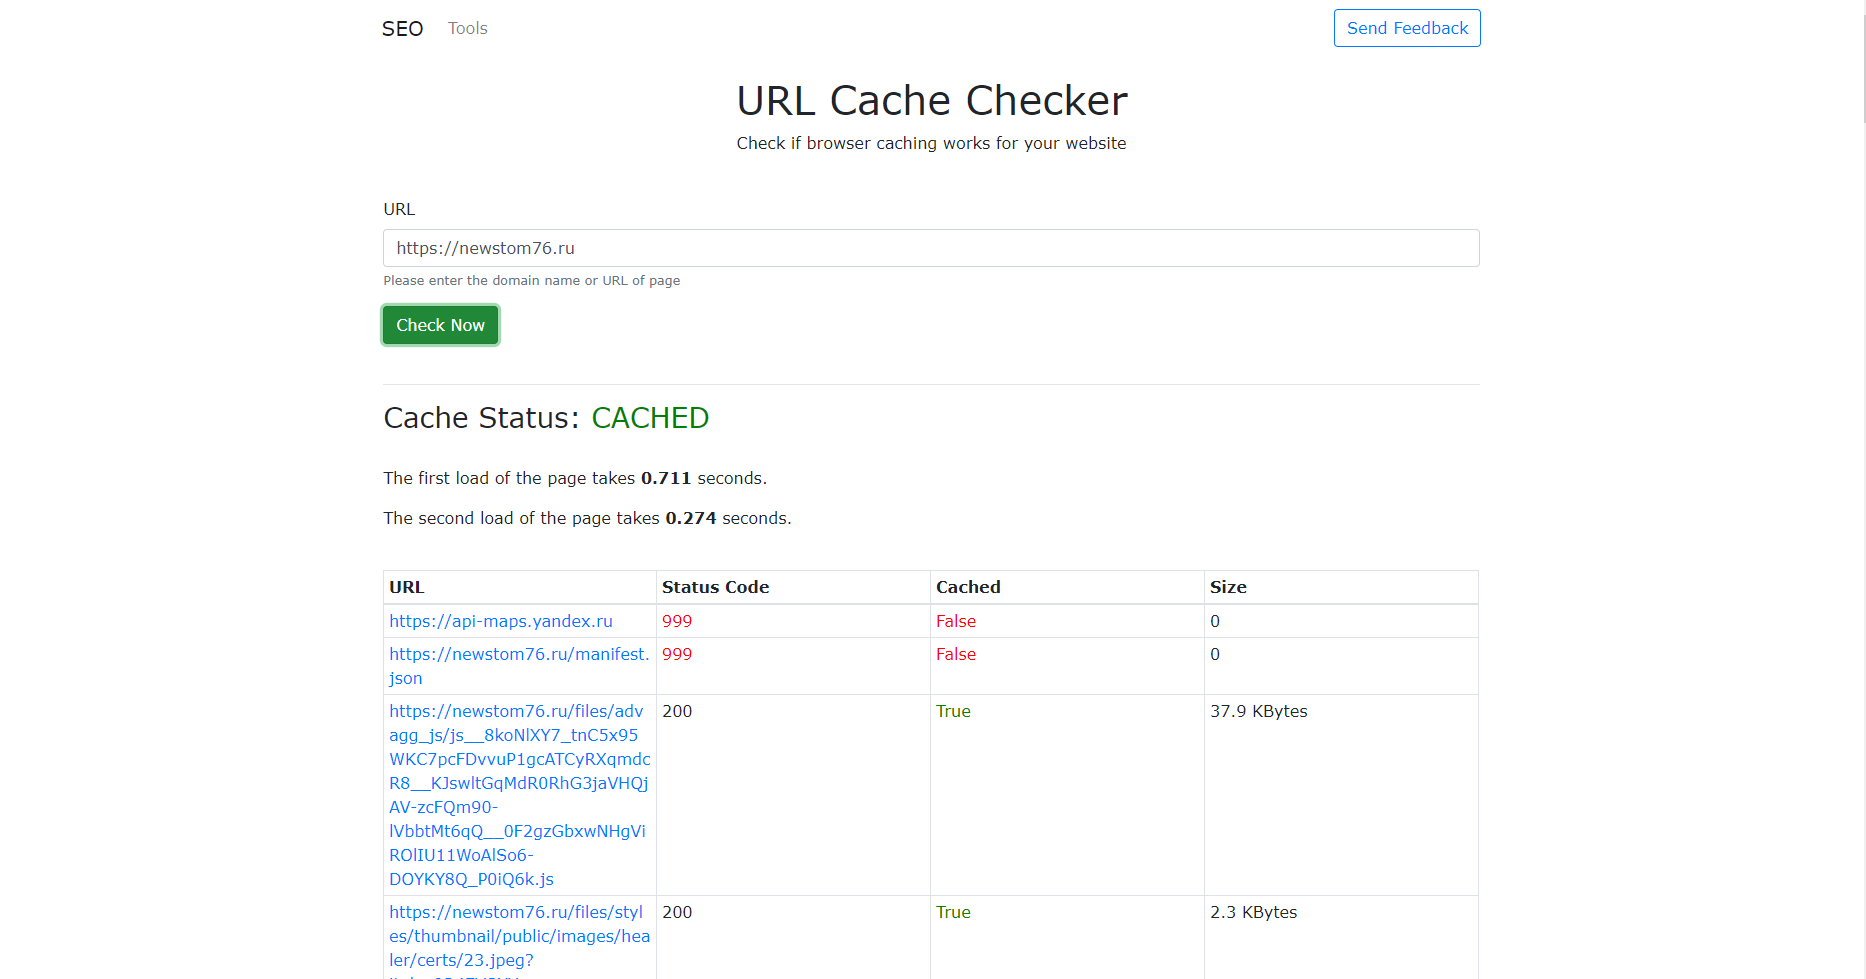 SEO Tools Send Feedback
URL Cache Checker
Check if browser caching works for your website
URL
https://newstom76.ru
Please enter the domain name or URL of page
Check Now
Cache Status: CACHED
The first load of the page takes 0.711 seconds.
The second load of the page takes 0.274 seconds.
URL Status Code Cached Size
https://api-maps.yandex.ru 999 False 0
https://newstom76.ru/manifest. 999 False 0
json
https://newstom76.ru/files/adv 200 True 37.9 KBytes
agg_js/js__8koNlXY7_tnC5x95
WKC7pcFDvvuP1gcATCyRXqmdc
R8__KJswltGqMdR0RhG3jaVHQj
AV-zcFQm90-
lVbbtMt6qQ__0F2gzGbxwNHgVi
ROlIU11WoAlSo6-
DOYKY8Q_P0iQ6k.js
https://newstom76.ru/files/styl 200 True 2.3 KBytes
es/thumbnail/public/images/hea
ler/certs/23.jpeg?